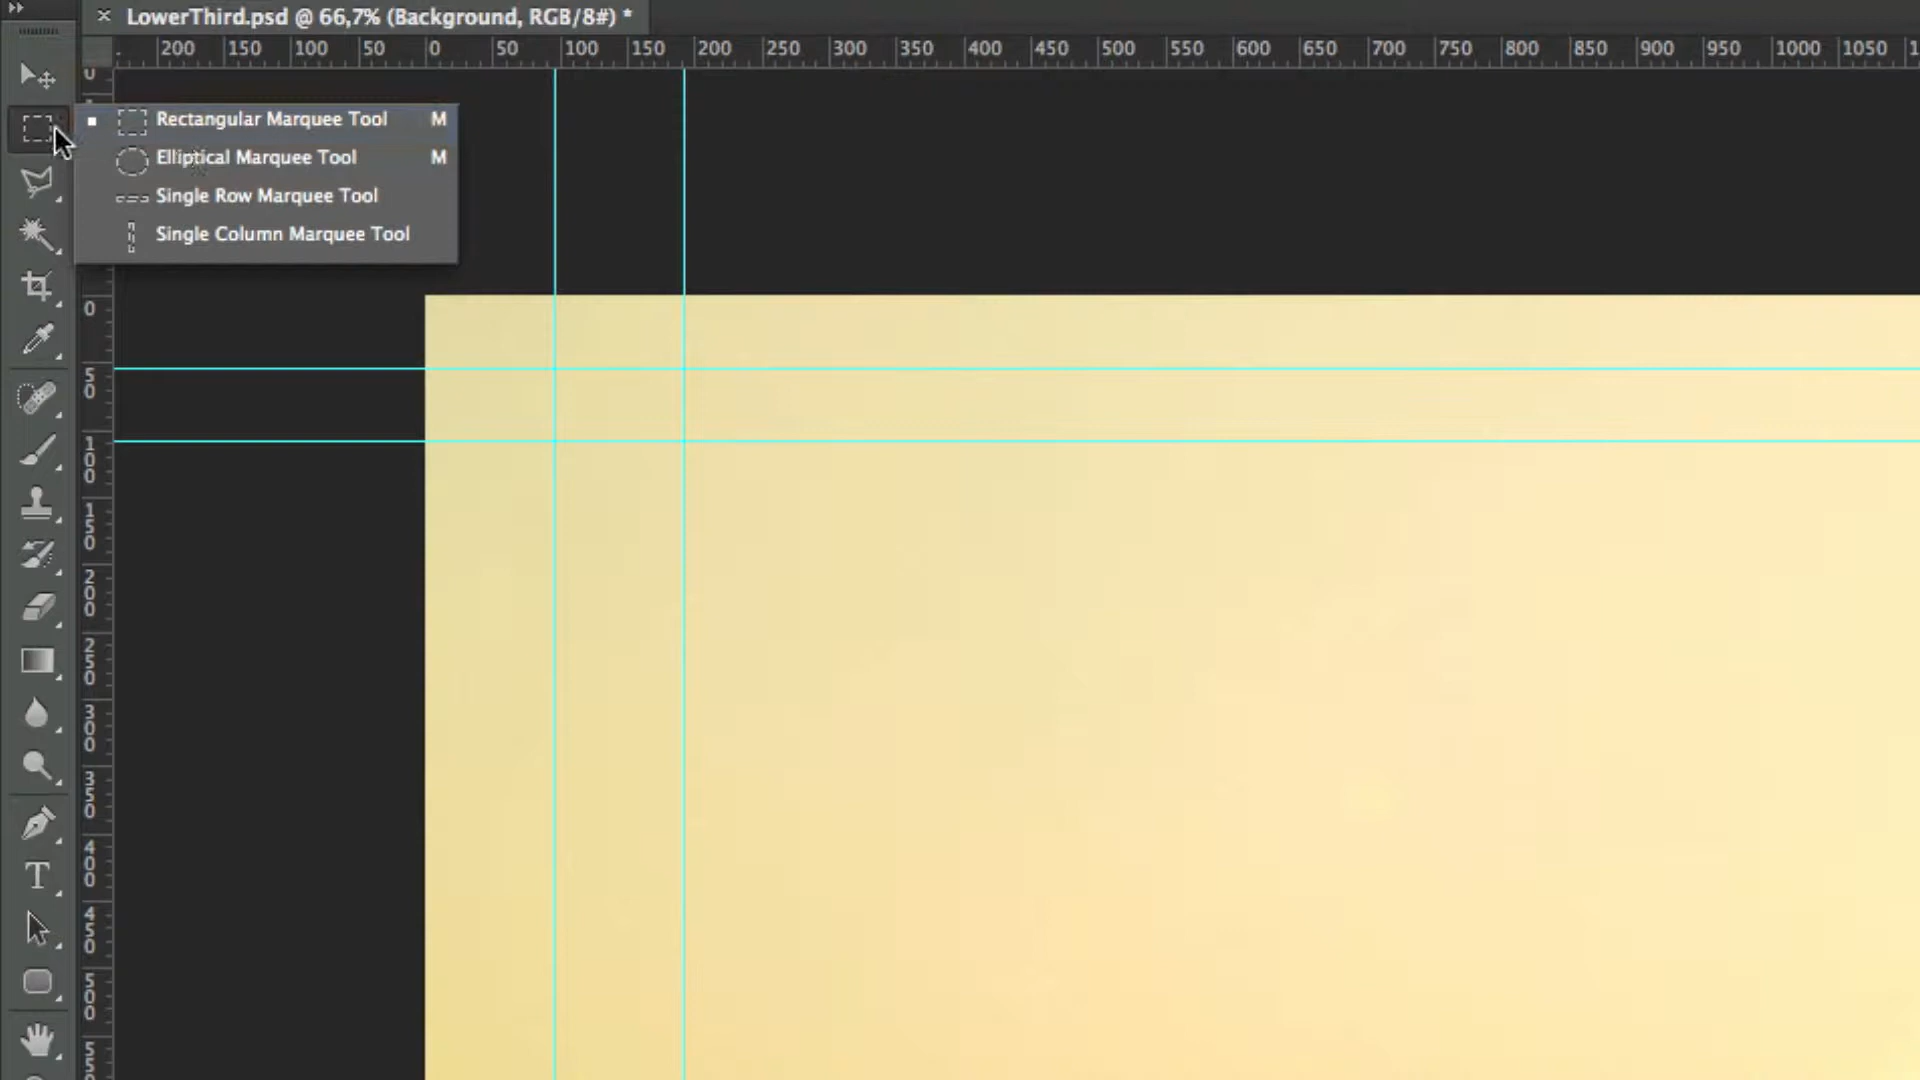 LowerThird.psd @ 66,7% (Background, RGB/8#) *
200 150 100 50 0 50 100 150 200 250 300 350 400 450 500 550 600 650 700 750 800 850 900 950 1000 1050
Rectangular Marquee Tool M
Elliptical Marquee Tool M
Single Row Marquee Tool
Single Column Marquee Tool
0
50
100
150
200
250
300
350
400
450
500
T